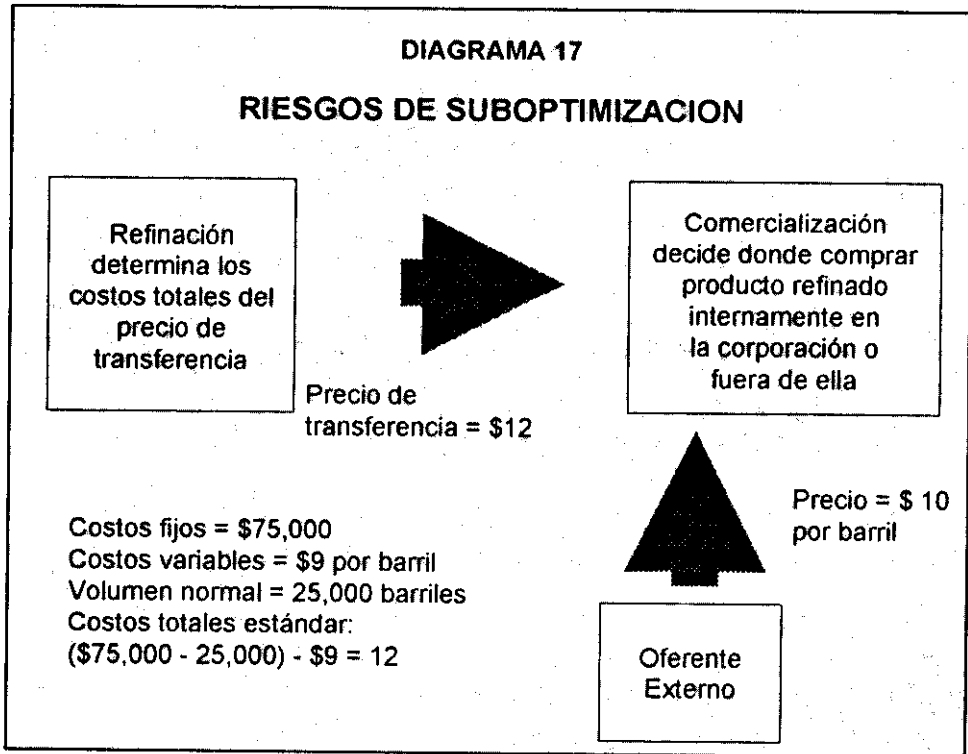 DIAGRAMA 17
RIESGOS DE SUBOPTIMIZACION
Refinación
determina los
costos totales del
precio de
transferencia
Precio de
transferencia = $12
Comercialización
decide donde comprar
producto refinado
internamente en
la corporación o
fuera de ella
Precio = $ 10
por barril
Costos fijos = $75,000
Costos variables = $9 por barril
Volumen normal = 25,000 barriles
Costos totales estándar:
($75,000 - 25,000) - $9 = 12
Oferente
Externo